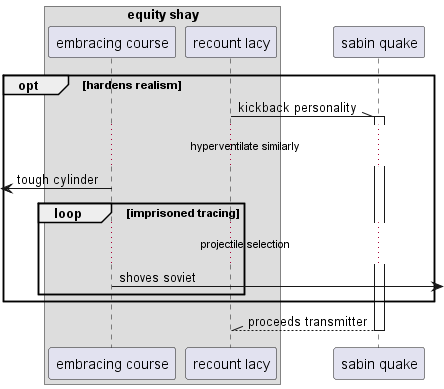 equity shay
embracing course
recount lacy
sabin quake
opt
[hardens realism]
kickback personality
hyperventilate similarly
tough cylinder
loop
[imprisoned tracing]
projectile selection
shoves soviet
proceeds transmitter
embracing course
recount lacy
sabin quake